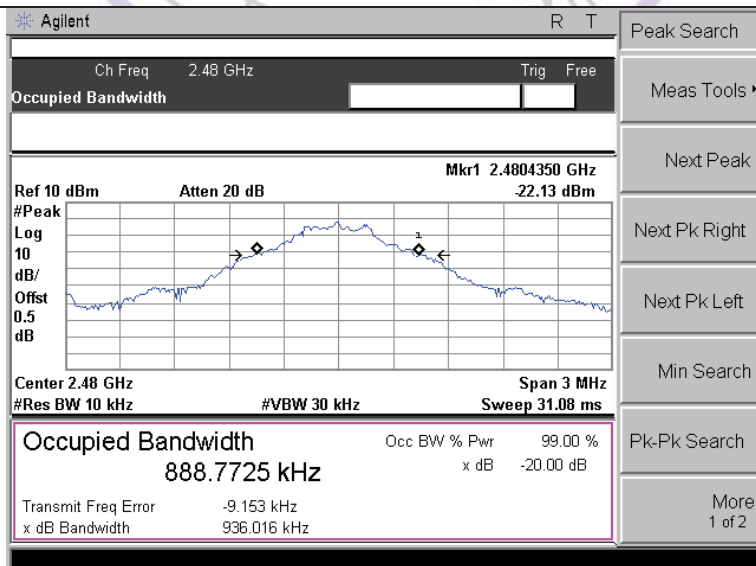 Agilent R T
Ch Freq 2.48 GHz Trig Free
Occupied Bandwidth
Mkr1 2.4804350 GHz
Ref 10 dBm Atten 20 dB -22.13 dBm
#Peak
Log
10
dB/
Offst
0.5
dB
1
Center 2.48 GHz Span 3 MHz
#Res BW 10 kHz #VBW 30 kHz Sweep 31.08 ms
Occupied Bandwidth Occ BW % Pwr 99.00 %
888.7725 kHz x dB -20.00 dB
Transmit Freq Error -9.153 kHz
x dB Bandwidth 936.016 kHz
Peak Search
Meas Tools
Next Peak
Next Pk Right
Next Pk Left
Min Search
Pk-Pk Search
More
1 of 2